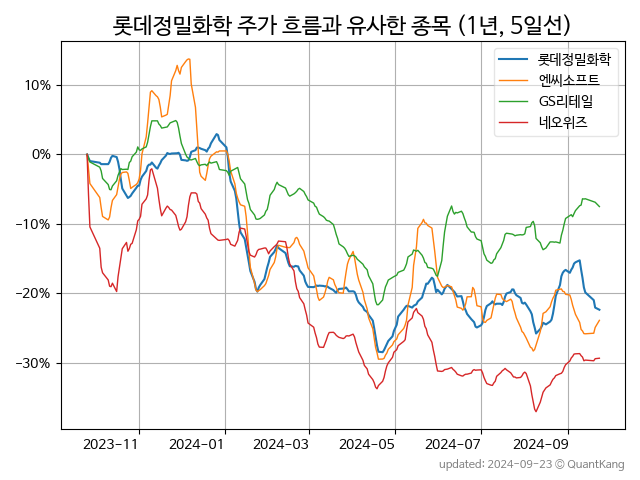 롯데정밀화학 주가 흐름과 유사한 종목 (1년, 5일선)
롯데정밀화학
엔씨소프트
GS리테일
네오위즈
10%
0%
−10%
−20%
−30%
2023-11
2024-01
2024-03
2024-05
2024-07
2024-09
updated: 2024-09-23 © QuantKang